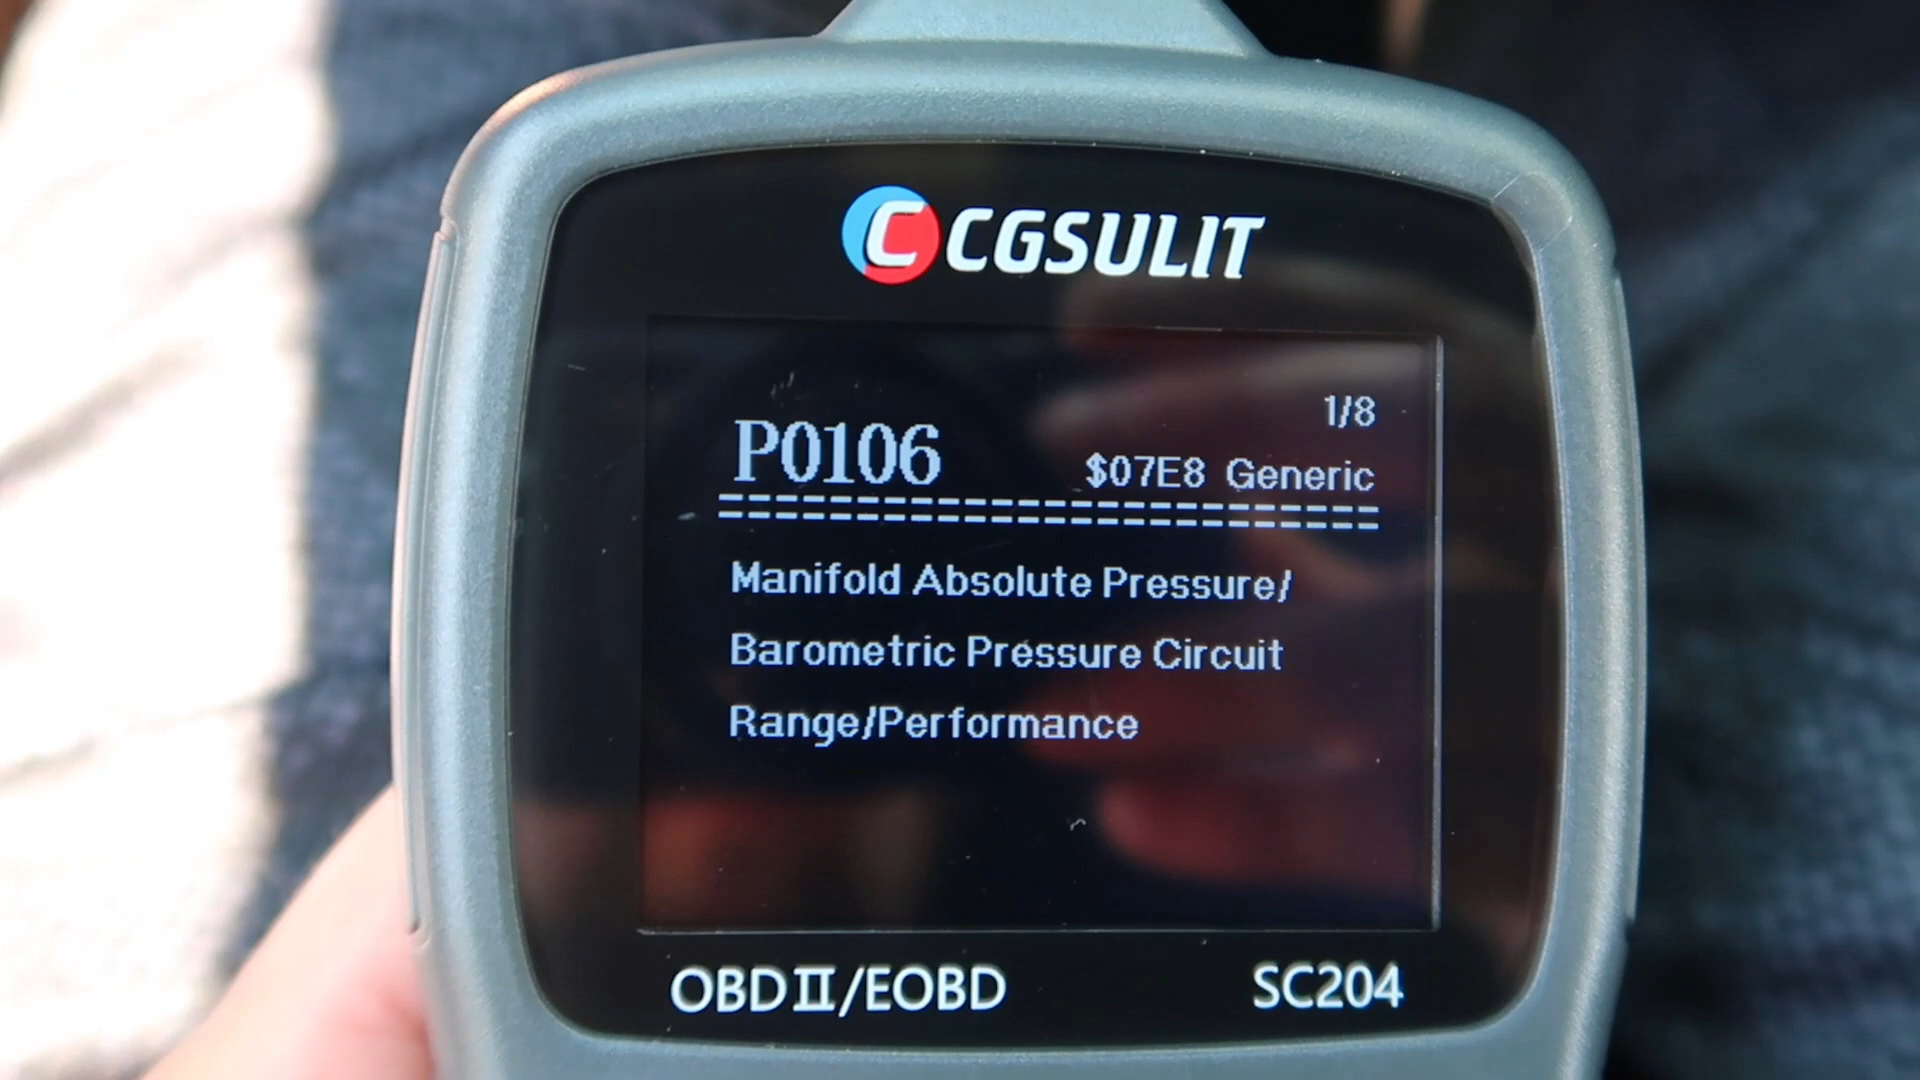 C CGSULIT
1/8
P0106 $07E8 Generic
Manifold Absolute Pressure/
Barometric Pressure Circuit
Range/Performance
OBDII/EOBD SC204